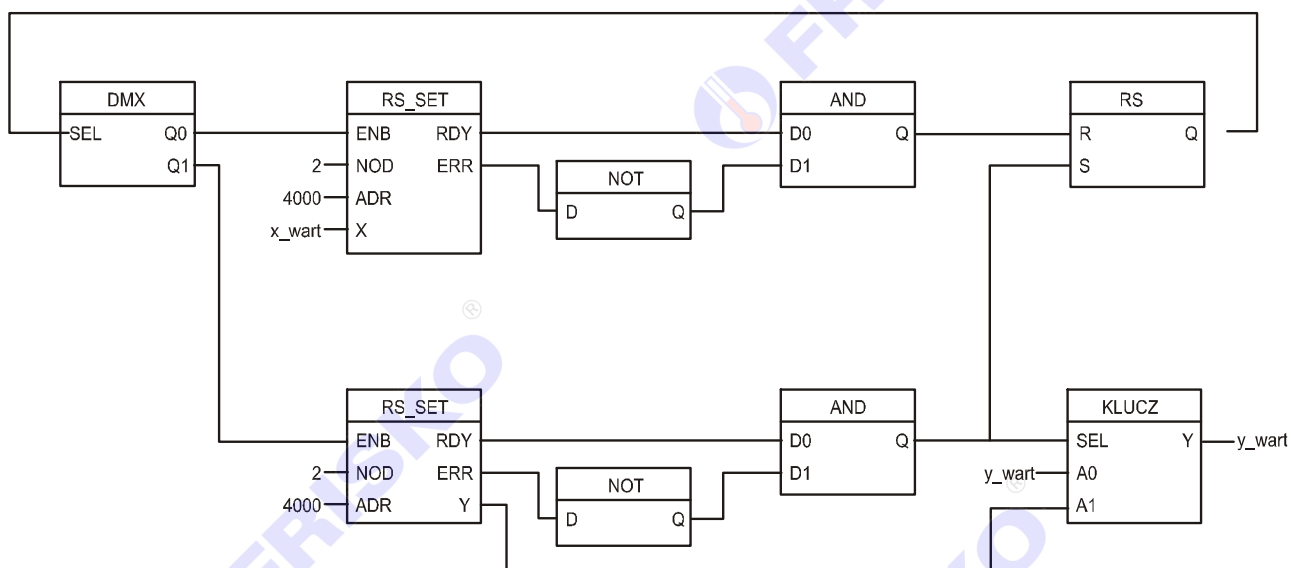 DMX
SEL Q0
Q1
RS_SET
ENB RDY
2 NOD ERR
4000 ADR
x_wart X
NOT
D Q
AND
D0 Q
D1
RS
R Q
S
RS_SET
ENB RDY
2 NOD ERR
4000 ADR Y
NOT
D Q
AND
D0 Q
D1
KLUCZ
SEL Y y_wart
y_wart A0
A1
FRISKO ®
®